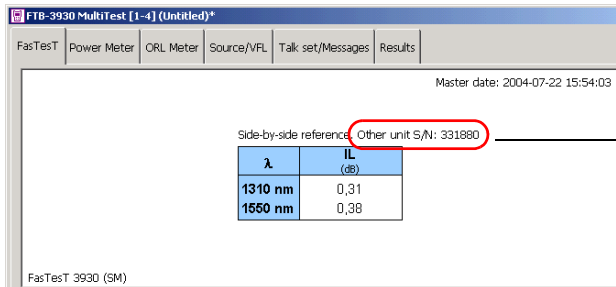 FTB-3930 MultiTest [1-4] (Untitled)*
FasTesT Power Meter ORL Meter Source/VFL Talk set/Messages Results
Master date: 2004-07-22 15:54:03
Side-by-side reference. Other unit S/N: 331880
λ IL (dB)
1310 nm 0,31
1550 nm 0,38
FasTesT 3930 (SM)